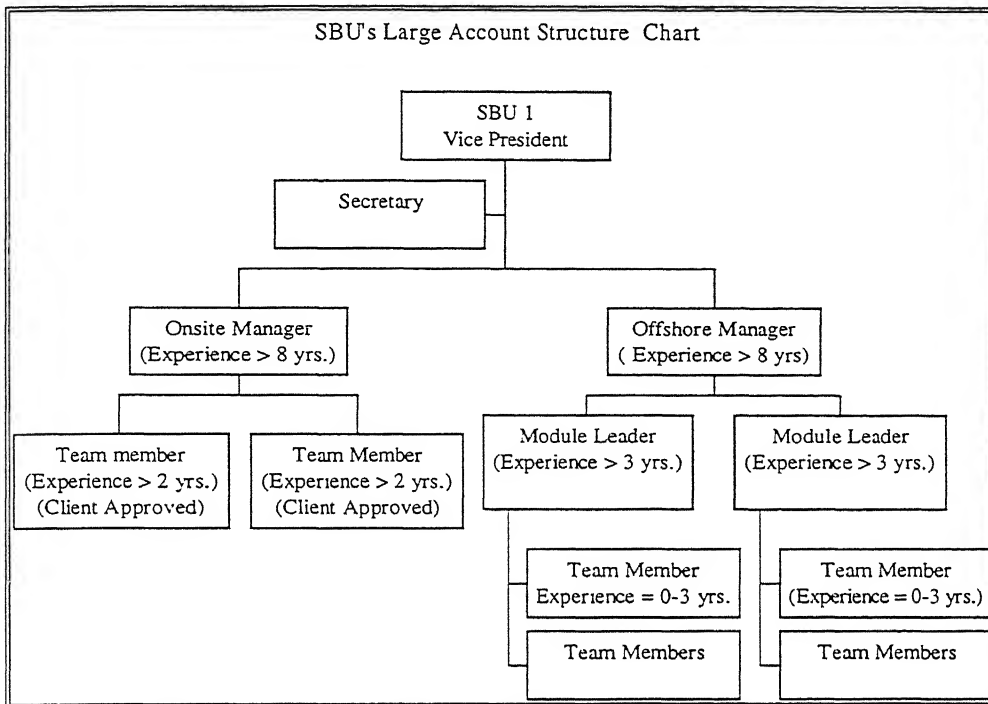 SBU's Large Account Structure Chart
SBU 1
Vice President
Secretary
Onsite Manager
(Experience > 8 yrs.)
Offshore Manager
( Experience > 8 yrs)
Team member
(Experience > 2 yrs.)
(Client Approved)
Team Member
(Experience > 2 yrs.)
(Client Approved)
Module Leader
(Experience > 3 yrs.)
Module Leader
(Experience > 3 yrs.)
Team Member
Experience = 0-3 yrs.
Team Members
Team Member
(Experience = 0-3 yrs.)
Team Members